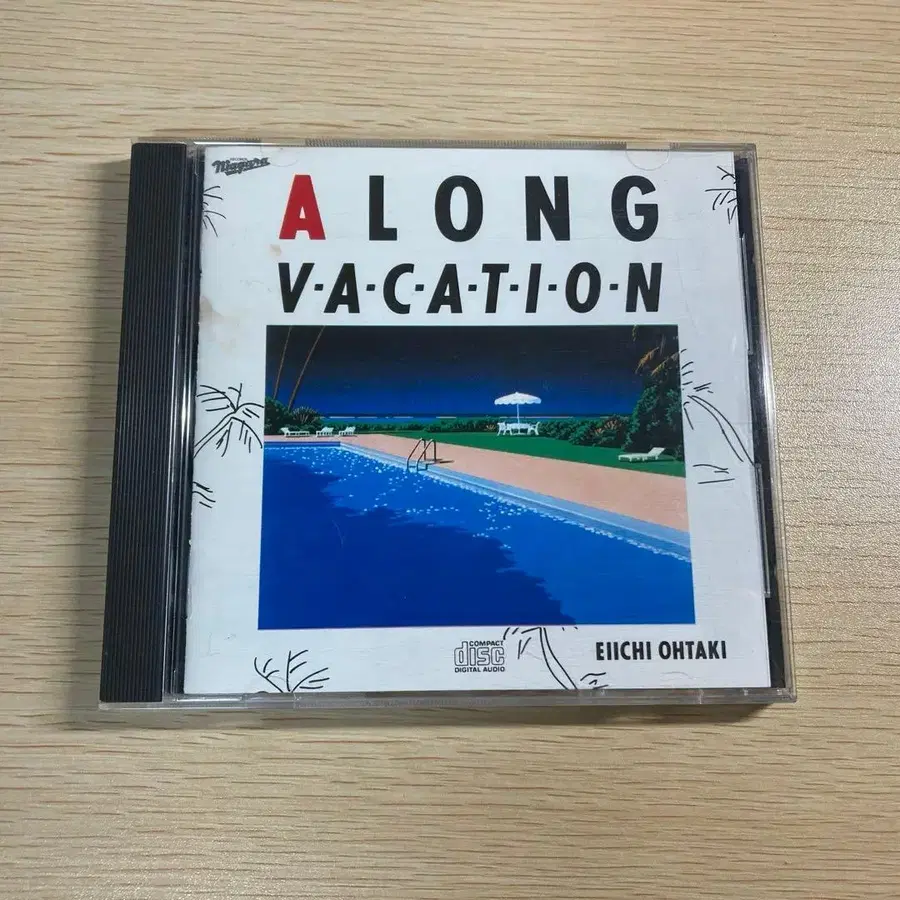 Niagara
A LONG
V·A·C·A·T·I·O·N
COMPACT
disc
DIGITAL AUDIO
EIICHI OHTAKI